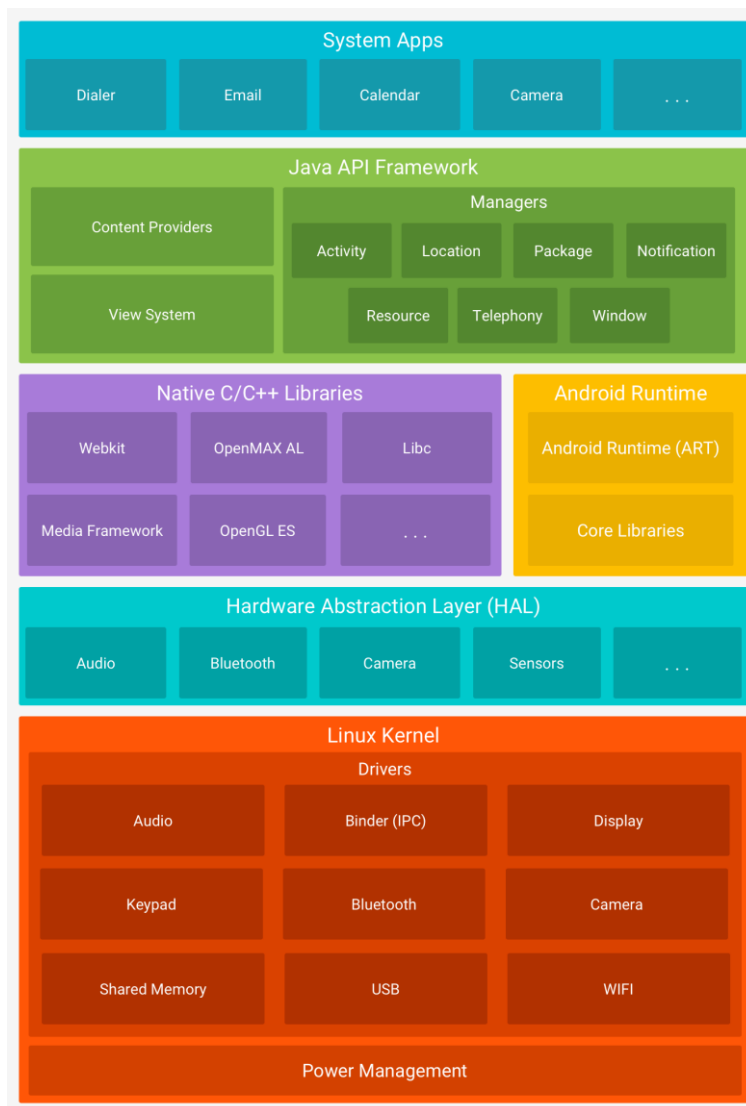 System Apps
Dialer
Email
Calendar
Camera
. . .
Java API Framework
Content Providers
View System
Managers
Activity
Location
Package
Notification
Resource
Telephony
Window
Native C/C++ Libraries
Webkit
OpenMAX AL
Libc
Media Framework
OpenGL ES
. . .
Android Runtime
Android Runtime (ART)
Core Libraries
Hardware Abstraction Layer (HAL)
Audio
Bluetooth
Camera
Sensors
. . .
Linux Kernel
Drivers
Audio
Binder (IPC)
Display
Keypad
Bluetooth
Camera
Shared Memory
USB
WIFI
Power Management